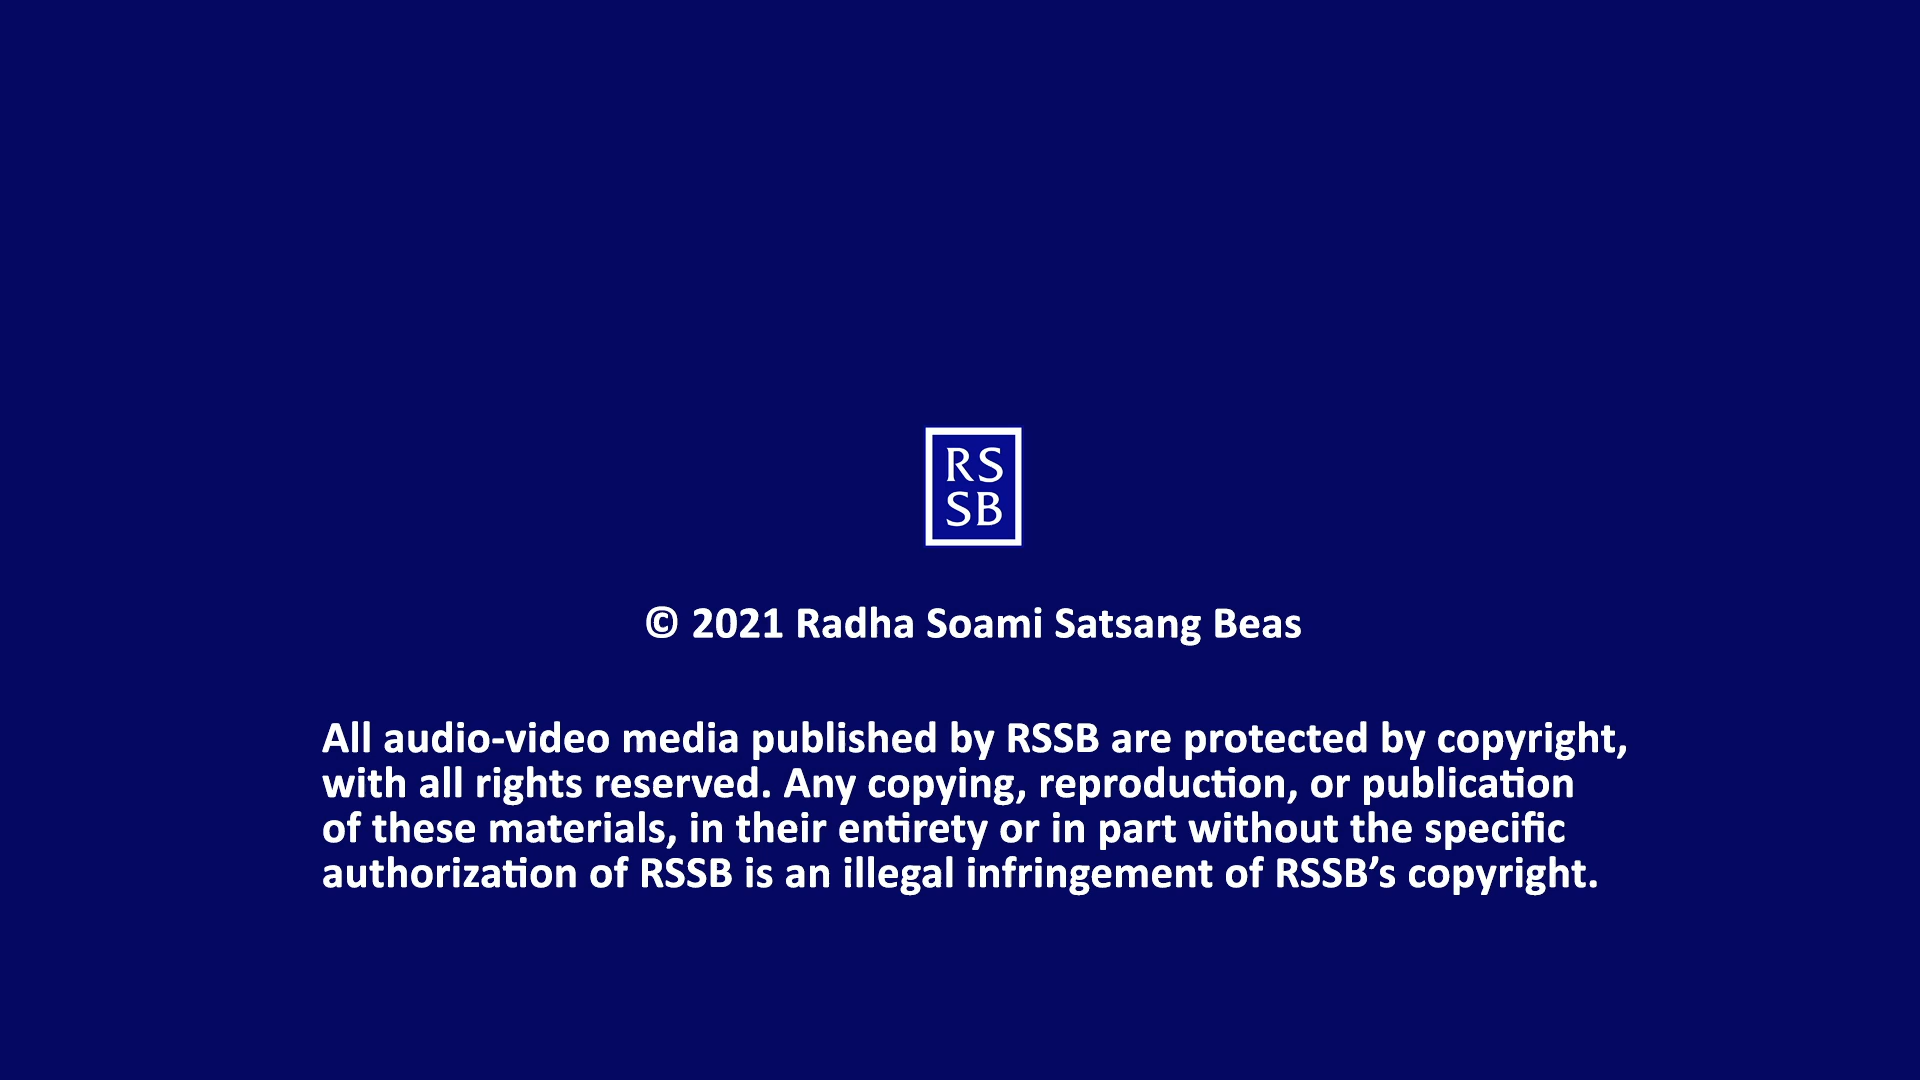 RS
SB
© 2021 Radha Soami Satsang Beas
All audio-video media published by RSSB are protected by copyright,
with all rights reserved. Any copying, reproduction, or publication
of these materials, in their entirety or in part without the specific
authorization of RSSB is an illegal infringement of RSSB’s copyright.